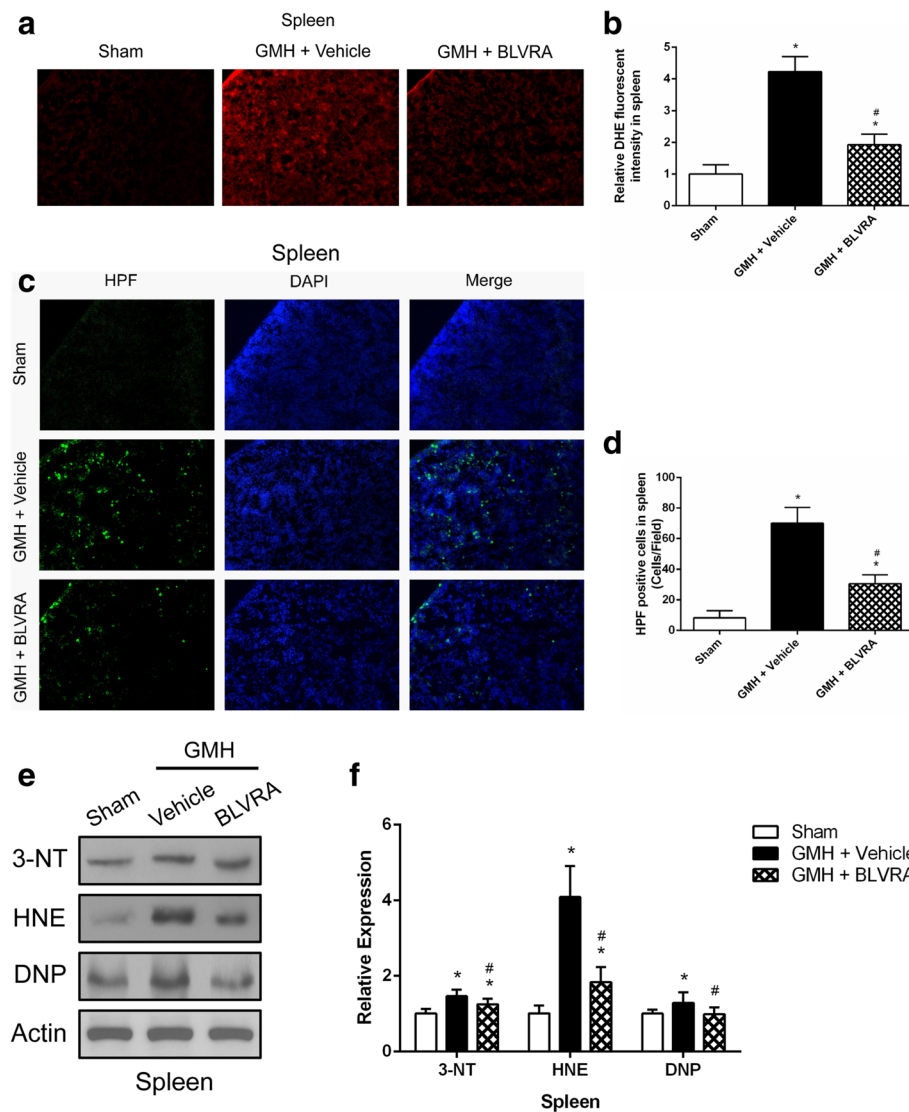 a
Spleen
Sham
GMH + Vehicle
GMH + BLVRA
b
Relative DHE fluorescent
intensity in spleen
5
4
3
2
1
0
*
#
*
Sham
GMH + Vehicle
GMH + BLVRA
c
Spleen
HPF
DAPI
Merge
Sham
GMH + Vehicle
GMH + BLVRA
d
HPF positive cells in spleen
(Cells/Field)
100
80
60
40
20
0
*
#
*
Sham
GMH + Vehicle
GMH + BLVRA
e
GMH
Sham
Vehicle
BLVRA
3-NT
HNE
DNP
Actin
Spleen
f
Relative Expression
6
4
2
0
*
#
*
*
#
*
*
#
3-NT
HNE
DNP
Spleen
Sham
GMH + Vehicle
GMH + BLVRA